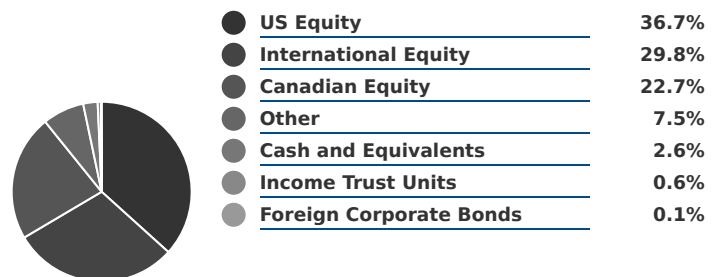 US Equity 36.7%
International Equity 29.8%
Canadian Equity 22.7%
Other 7.5%
Cash and Equivalents 2.6%
Income Trust Units 0.6%
Foreign Corporate Bonds 0.1%